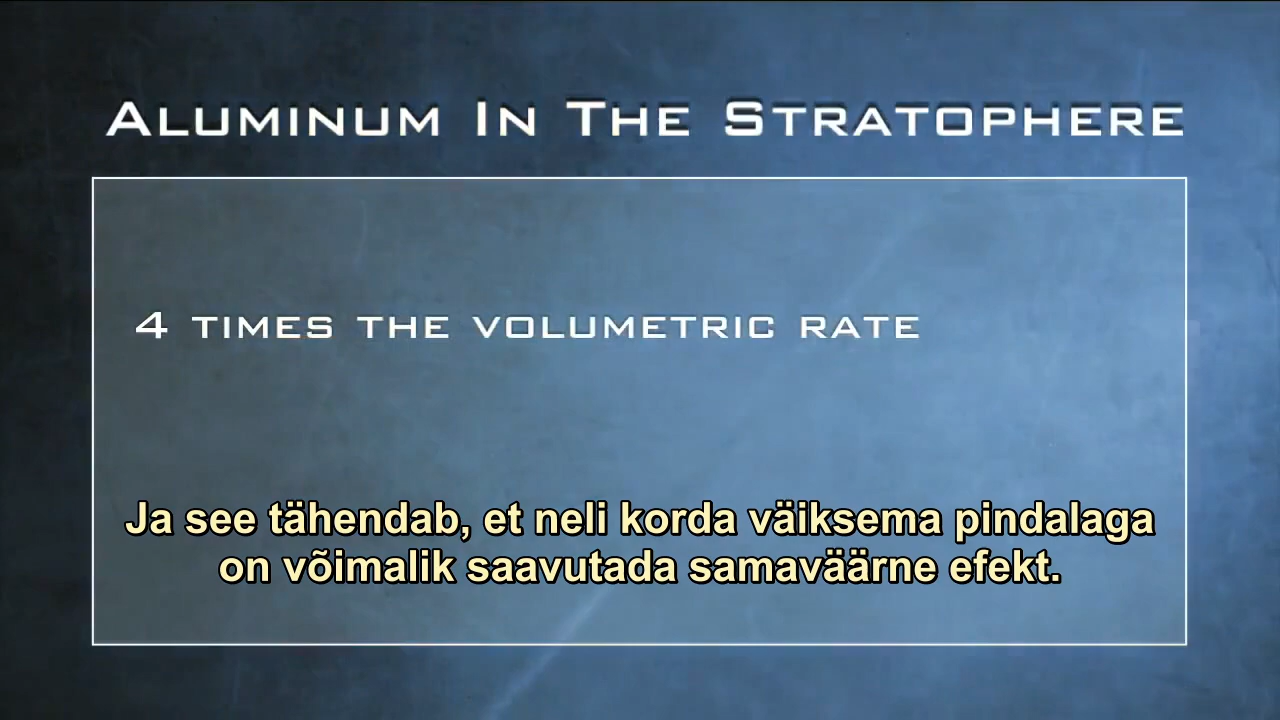 ALUMINUM IN THE STRATOPHERE
4 TIMES THE VOLUMETRIC RATE
Ja see tähendab, et neli korda väiksema pindalaga
on võimalik saavutada samaväärne efekt.